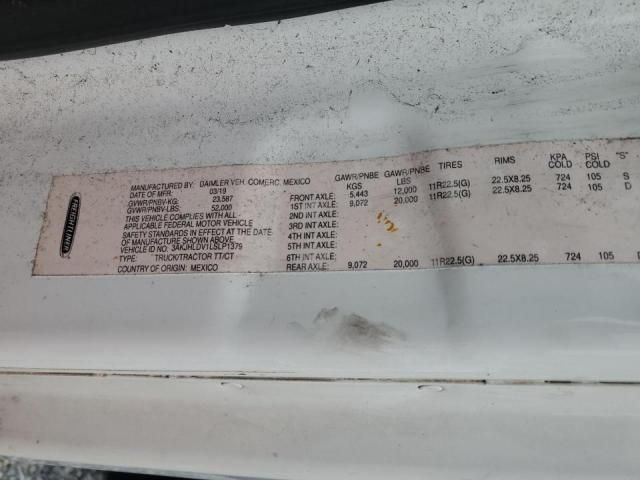 FREIGHTLINER
MANUFACTURED BY: DAIMLER VEH. COMERC. MEXICO
DATE OF MFR: 03/19
GVWR/PNBV-KG: 23,587
GVWR/PNBV-LBS: 52,000
THIS VEHICLE COMPLIES WITH ALL
APPLICABLE FEDERAL MOTOR VEHICLE
SAFETY STANDARDS IN EFFECT AT THE DATE
OF MANUFACTURE SHOWN ABOVE.
VEHICLE ID NO.: 3AKJHLDV1LSLP1379
TYPE: TRUCK/TRACTOR TT/CT
COUNTRY OF ORIGIN: MEXICO
GAWR/PNBE KGS GAWR/PNBE LBS TIRES RIMS KPA COLD PSI COLD "S"
FRONT AXLE: 5,443 12,000 11R22.5(G) 22.5X8.25 724 105 S
1ST INT AXLE: 9,072 20,000 11R22.5(G) 22.5X8.25 724 105 D
2ND INT AXLE:
3RD INT AXLE:
4TH INT AXLE:
5TH INT AXLE:
6TH INT AXLE:
REAR AXLE: 9,072 20,000 11R22.5(G) 22.5X8.25 724 105 D